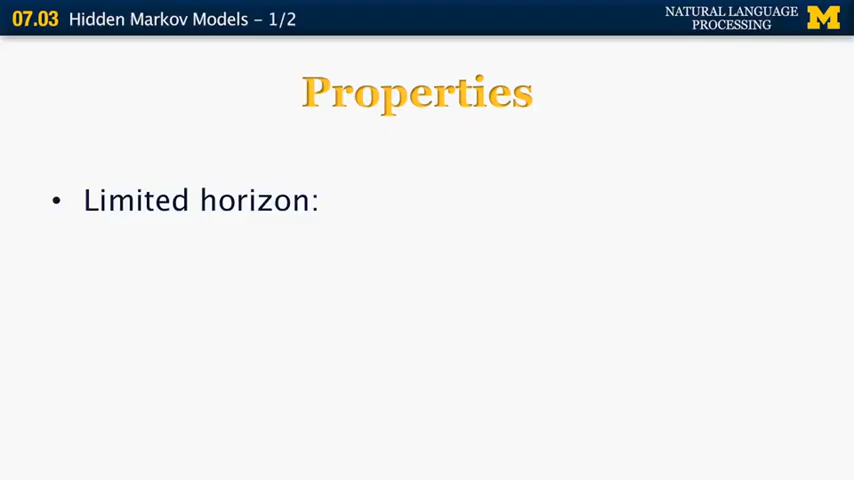 07.03 Hidden Markov Models – 1/2
NATURAL LANGUAGE
PROCESSING
M
Properties
• Limited horizon: